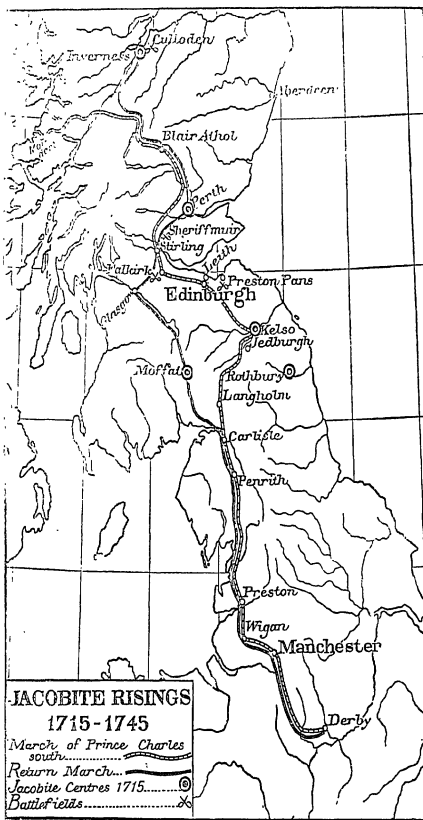 Culloden
Inverness
Aberdeen
Blair Athol
Perth
Sheriffmuir
Stirling
Leith
Falkirk
Preston Pans
Edinburgh
Glasgow
Kelso
Jedburgh
Moffat
Rothbury
Langholm
Carlisle
Penrith
Preston
Wigan
Manchester
Derby
JACOBITE RISINGS
1715-1745
March of Prince Charles
south
Return March
Jacobite Centres 1715
Battlefields